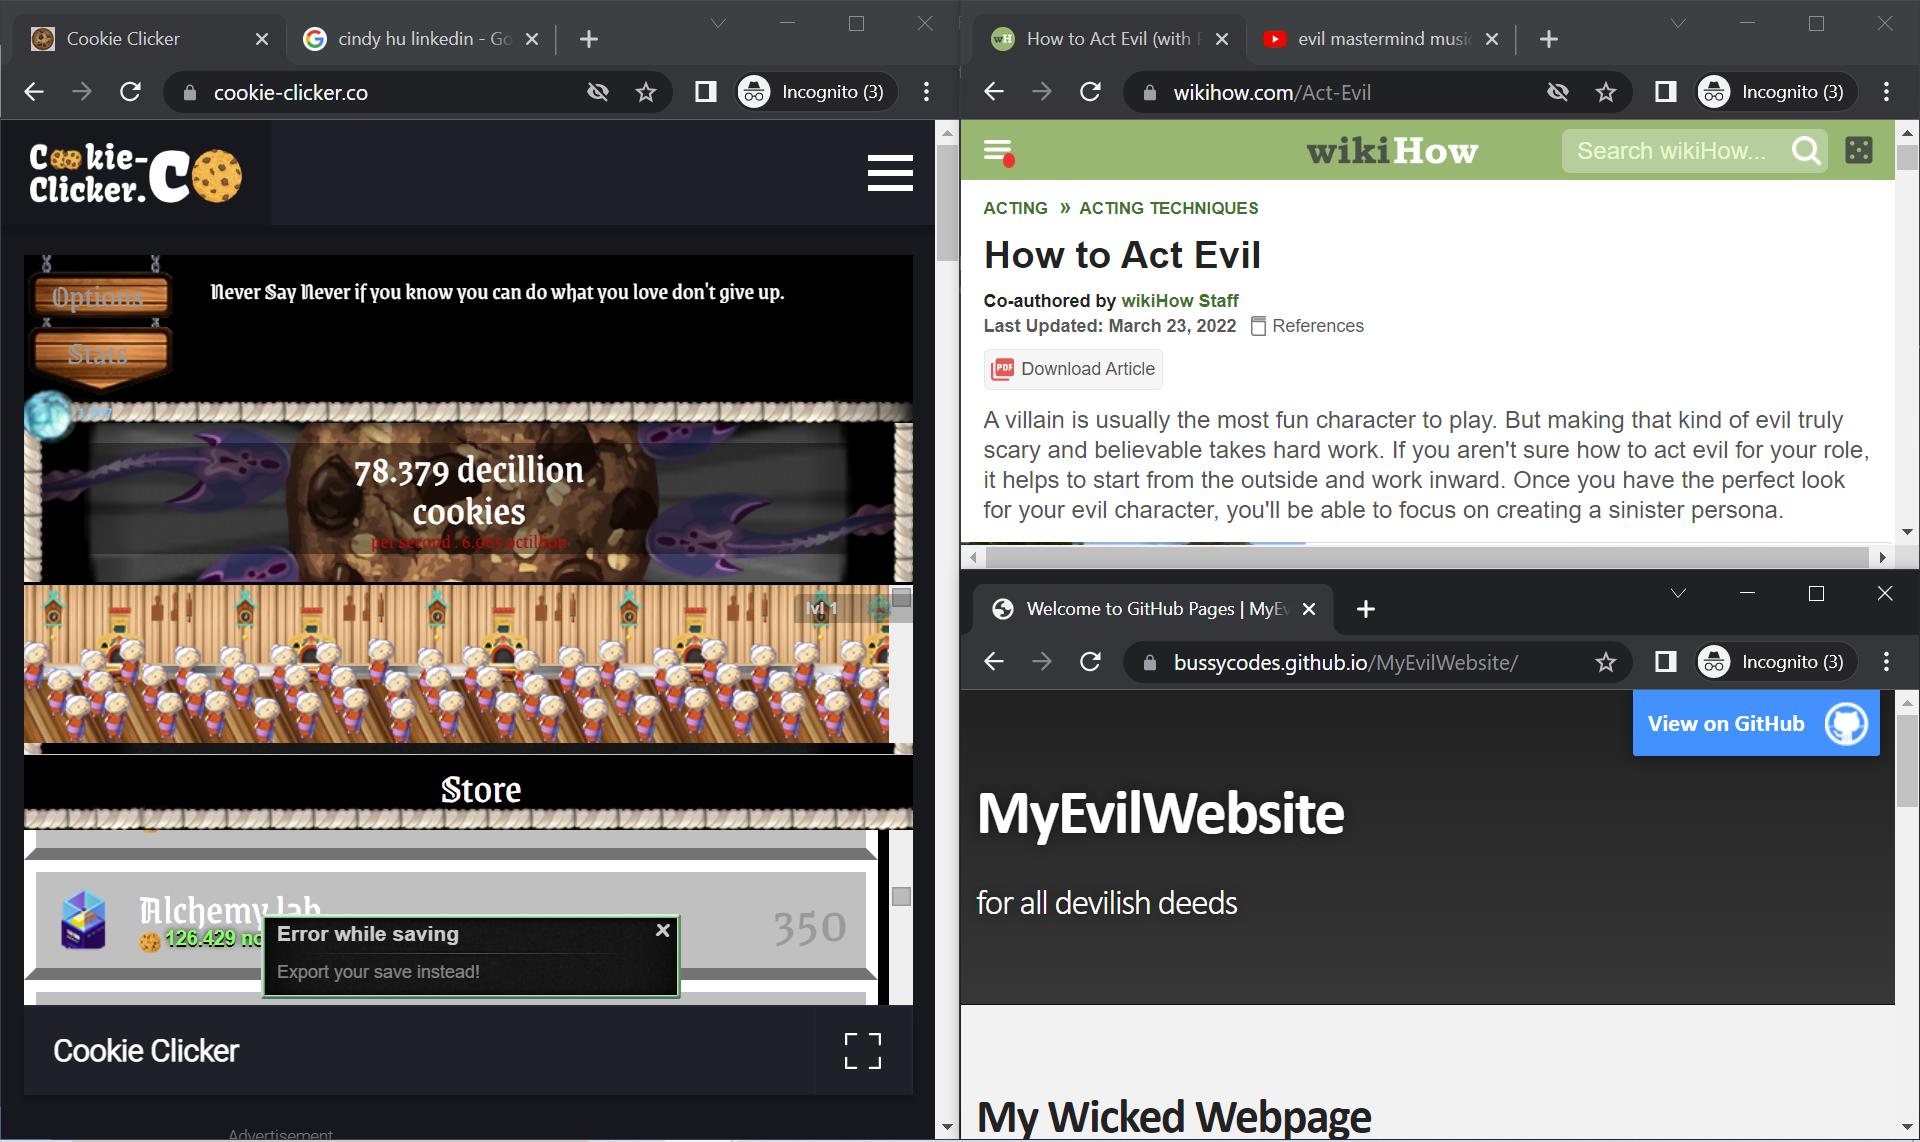 Cookie Clicker
cindy hu linkedin - Go
cookie-clicker.co
Incognito (3)
Cookie-
Clicker.CO
Options
Stats
Never Say Never if you know you can do what you love don't give up.
78.379 decillion
cookies
per second : 6.065 octillion
lvl 1
Store
Alchemy lab
126.429 no
350
Error while saving
Export your save instead!
Cookie Clicker
Advertisement
How to Act Evil (with
evil mastermind music
wikihow.com/Act-Evil
Incognito (3)
wH
wikiHow
Search wikiHow...
ACTING » ACTING TECHNIQUES
How to Act Evil
Co-authored by wikiHow Staff
Last Updated: March 23, 2022 References
PDF Download Article
A villain is usually the most fun character to play. But making that kind of evil truly
scary and believable takes hard work. If you aren't sure how to act evil for your role,
it helps to start from the outside and work inward. Once you have the perfect look
for your evil character, you'll be able to focus on creating a sinister persona.
Welcome to GitHub Pages | MyEv
bussycodes.github.io/MyEvilWebsite/
Incognito (3)
View on GitHub
MyEvilWebsite
for all devilish deeds
My Wicked Webpage